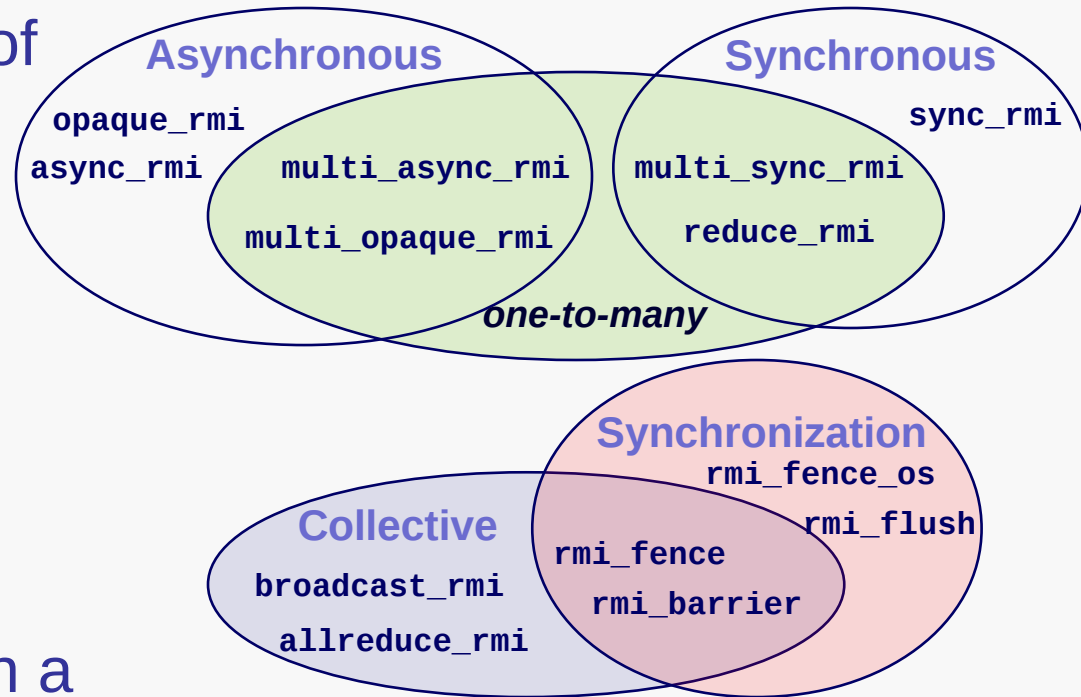 of
Asynchronous
Synchronous
opaque_rmi
sync_rmi
async_rmi
multi_async_rmi
multi_sync_rmi
multi_opaque_rmi
reduce_rmi
one-to-many
Synchronization
rmi_fence_os
Collective
rmi_flush
rmi_fence
broadcast_rmi
rmi_barrier
allreduce_rmi
a